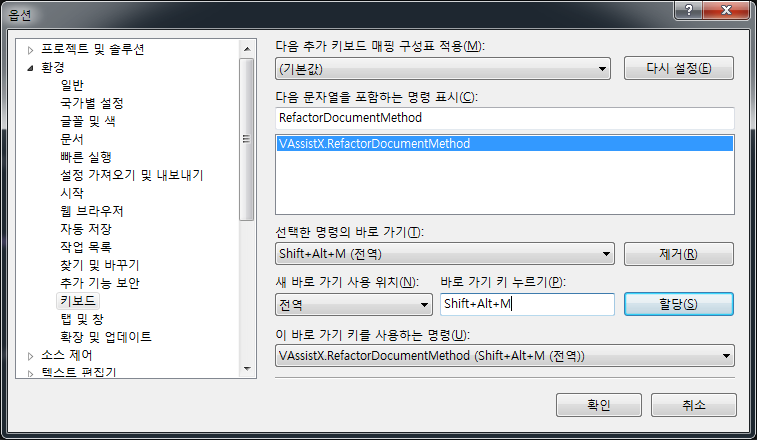 옵션
프로젝트 및 솔루션
환경
일반
국가별 설정
글꼴 및 색
문서
빠른 실행
설정 가져오기 및 내보내기
시작
웹 브라우저
자동 저장
작업 목록
찾기 및 바꾸기
추가 기능 보안
키보드
탭 및 창
확장 및 업데이트
소스 제어
텍스트 편집기
다음 추가 키보드 매핑 구성표 적용(M):
(기본값)
다시 설정(E)
다음 문자열을 포함하는 명령 표시(C):
RefactorDocumentMethod
VAssistX.RefactorDocumentMethod
선택한 명령의 바로 가기(T):
Shift+Alt+M (전역)
제거(R)
새 바로 가기 사용 위치(N):
바로 가기 키 누르기(P):
전역
Shift+Alt+M
할당(S)
이 바로 가기 키를 사용하는 명령(U):
VAssistX.RefactorDocumentMethod (Shift+Alt+M (전역))
확인
취소